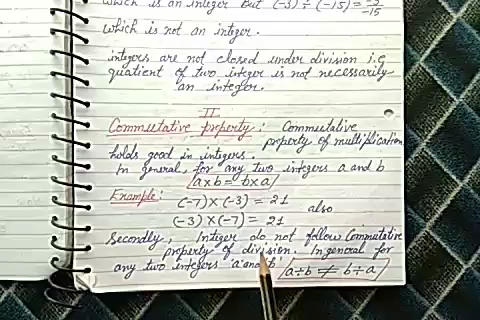 which is an integer But (-3) ÷ (-15) = -3/-15
which is not an integer.
integers are not closed under division i.e
quatient of two integer is not necessarily
an integer.
II
Commutative property: Commutative
property of multiplication
holds good in integers.
In general, for any two integers a and b
a×b = b×a
Example: (-7)×(-3) = 21
also
(-3)×(-7) = 21
Secondly, Integer do not follow Commutative
property of division. In general for
any two integers 'a' and 'b' a÷b ≠ b÷a